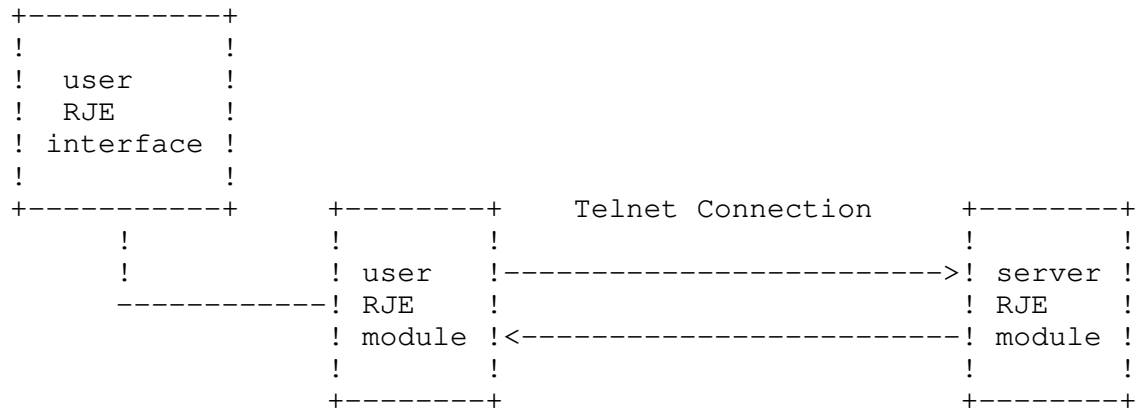 user
RJE
interface
Telnet Connection
user
RJE
module
server
RJE
module